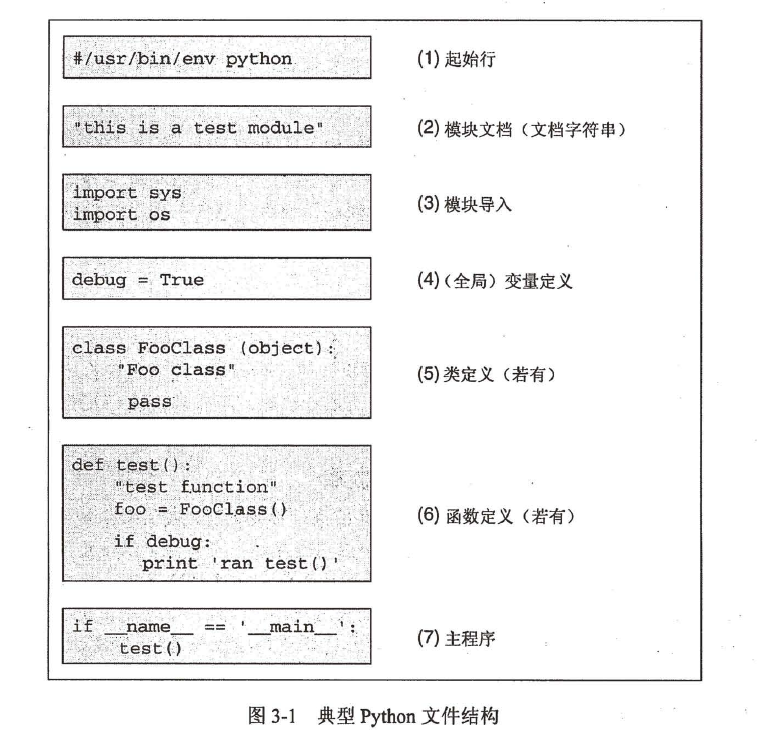 #/usr/bin/env python
(1) 起始行
"this is a test module"
(2) 模块文档（文档字符串）
import sys
import os
(3) 模块导入
debug = True
(4)（全局）变量定义
class FooClass (object):
"Foo class"
pass
(5) 类定义（若有）
def test():
"test function"
foo = FooClass()
if debug:
print 'ran test()'
(6) 函数定义（若有）
if __name__ == '__main__':
test()
(7) 主程序
图 3-1 典型 Python 文件结构